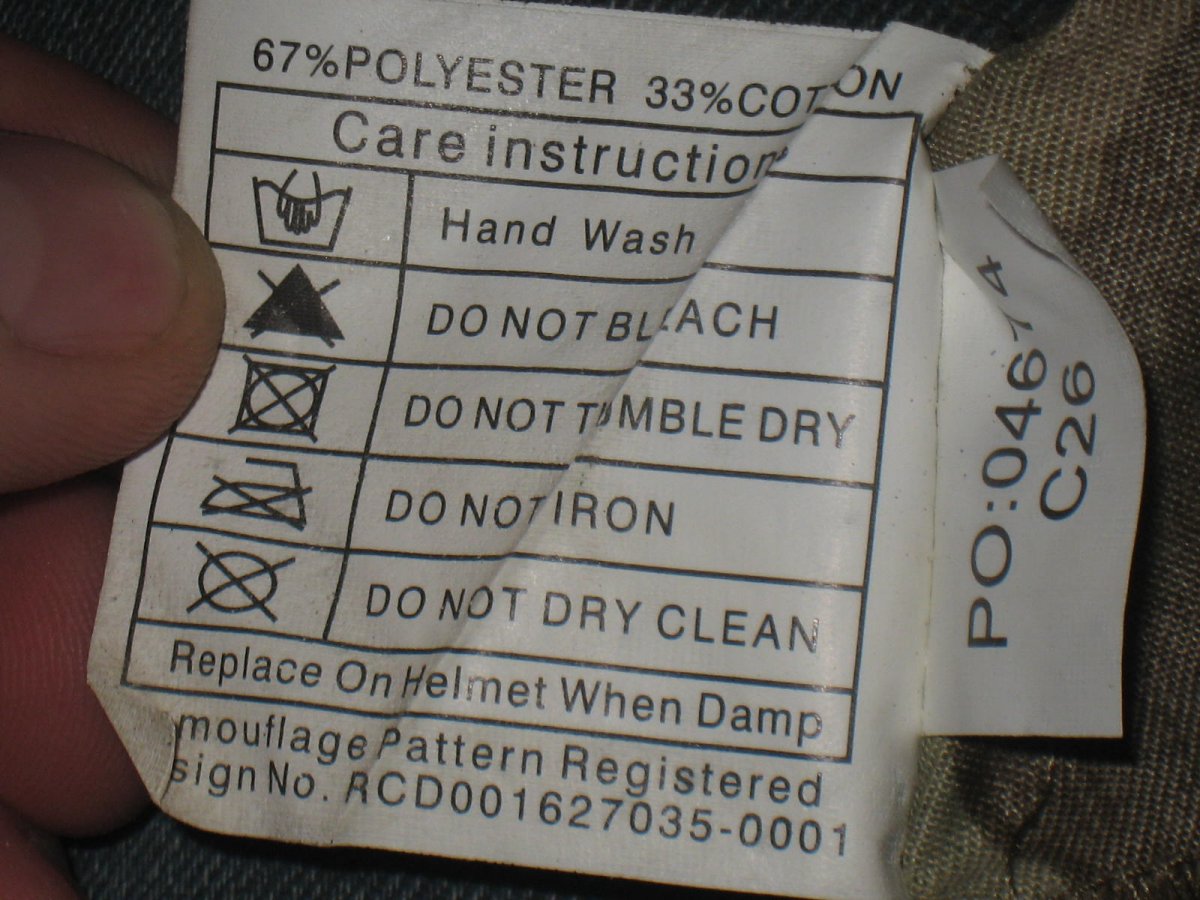 67%POLYESTER 33%COTTON
Care instruction
Hand Wash
DO NOT BLEACH
DO NOT TUMBLE DRY
DO NOT IRON
DO NOT DRY CLEAN
Replace On Helmet When Damp
mouflage Pattern Registered
sign No. RCD001627035-0001
PO:04674
C26